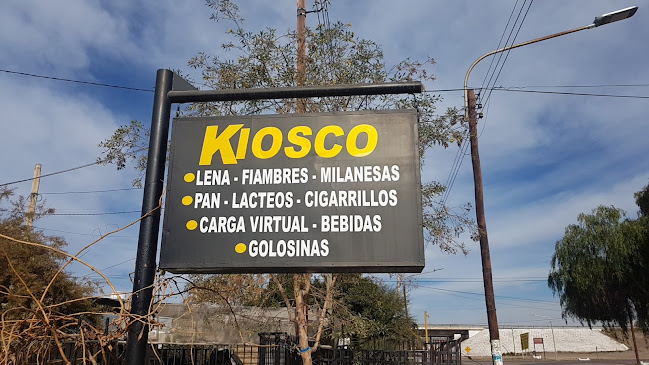 KIOSCO
LENA - FIAMBRES - MILANESAS
PAN - LACTEOS - CIGARRILLOS
CARGA VIRTUAL - BEBIDAS
GOLOSINAS